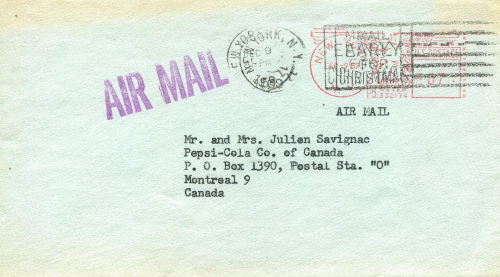 NEW YORK, N.Y.
MAIL
EARLY
FOR
CHRISTMAS
AIR MAIL
AIR MAIL
Mr. and Mrs. Julien Savignac
Pepsi-Cola Co. of Canada
P. O. Box 1390, Postal Sta. "O"
Montreal 9
Canada